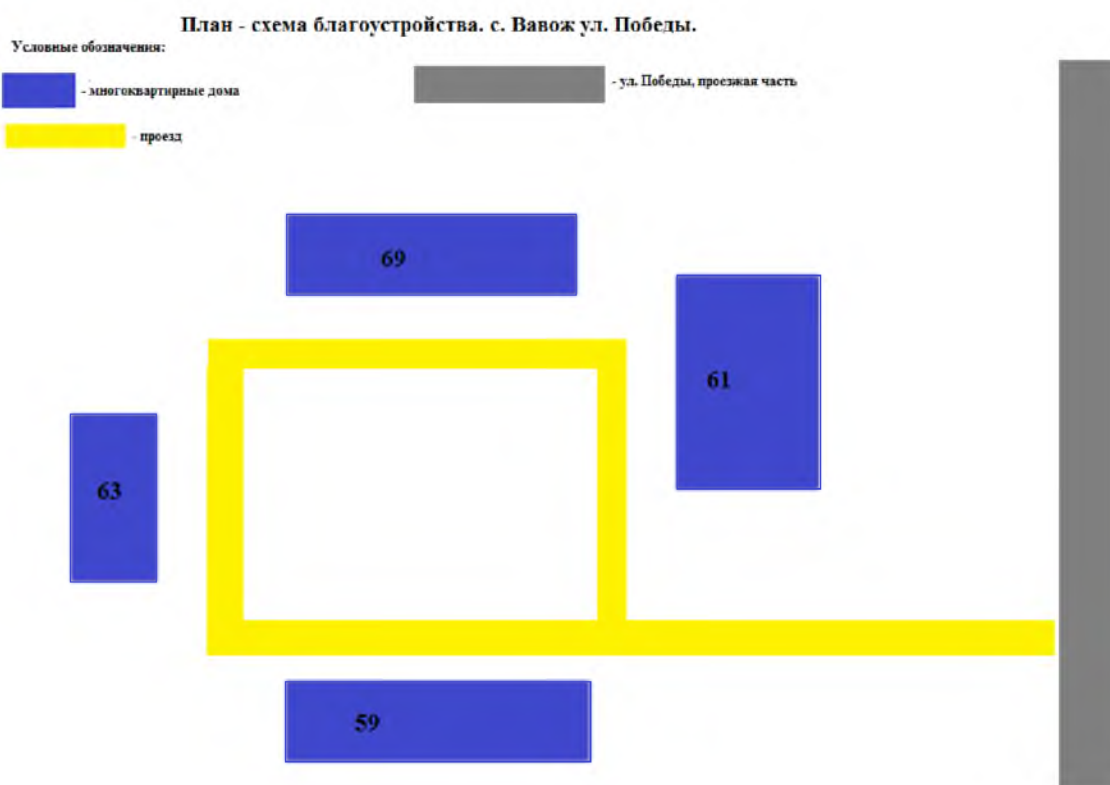 План - схема благоустройства. с. Вавож ул. Победы.
Условные обозначения:
- многоквартирные дома
- ул. Победы, проезжая часть
- проезд
69
61
63
59